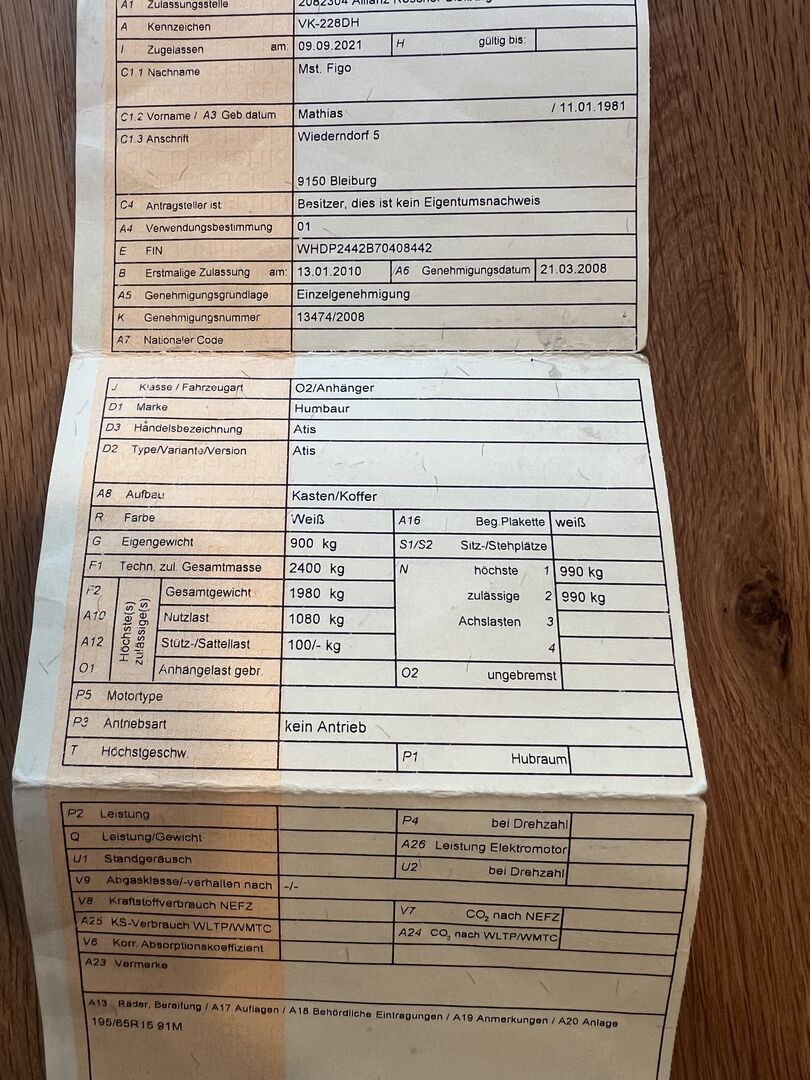 A1 Zulassungsstelle 2082304 Allianz
A Kennzeichen VK-228DH
I Zugelassen am: 09.09.2021 H gültig bis:
C1.1 Nachname Mst. Figo
C1.2 Vorname / A3 Geb.datum Mathias / 11.01.1981
C1.3 Anschrift Wiederndorf 5
9150 Bleiburg
C4 Antragsteller ist: Besitzer, dies ist kein Eigentumsnachweis
A4 Verwendungsbestimmung 01
E FIN WHDP2442B70408442
B Erstmalige Zulassung am: 13.01.2010 A6 Genehmigungsdatum 21.03.2008
A5 Genehmigungsgrundlage Einzelgenehmigung
K Genehmigungsnummer 13474/2008
A7 Nationaler Code
J Klasse / Fahrzeugart O2/Anhänger
D1 Marke Humbaur
D3 Handelsbezeichnung Atis
D2 Type/Variante/Version Atis
A8 Aufbau Kasten/Koffer
R Farbe Weiß A16 Beg.Plakette weiß
G Eigengewicht 900 kg S1/S2 Sitz-/Stehplätze
F1 Techn. zul. Gesamtmasse 2400 kg N höchste 1 990 kg
F2 Höchste(s) zulässige(s) Gesamtgewicht 1980 kg zulässige 2 990 kg
A10 Nutzlast 1080 kg Achslasten 3
A12 Stütz-/Sattellast 100/- kg 4
O1 Anhängelast gebr. O2 ungebremst
P5 Motortype
P3 Antriebsart kein Antrieb
T Höchstgeschw. P1 Hubraum
P2 Leistung P4 bei Drehzahl
Q Leistung/Gewicht A26 Leistung Elektromotor
U1 Standgeräusch U2 bei Drehzahl
V9 Abgasklasse/-verhalten nach -/-
V8 Kraftstoffverbrauch NEFZ V7 CO₂ nach NEFZ
A25 KS-Verbrauch WLTP/WMTC A24 CO₂ nach WLTP/WMTC
V6 Korr. Absorptionskoeffizient
A23 Vermerke
A13 Räder, Bereifung / A17 Auflagen / A18 Behördliche Eintragungen / A19 Anmerkungen / A20 Anlage
195/65R15 91M